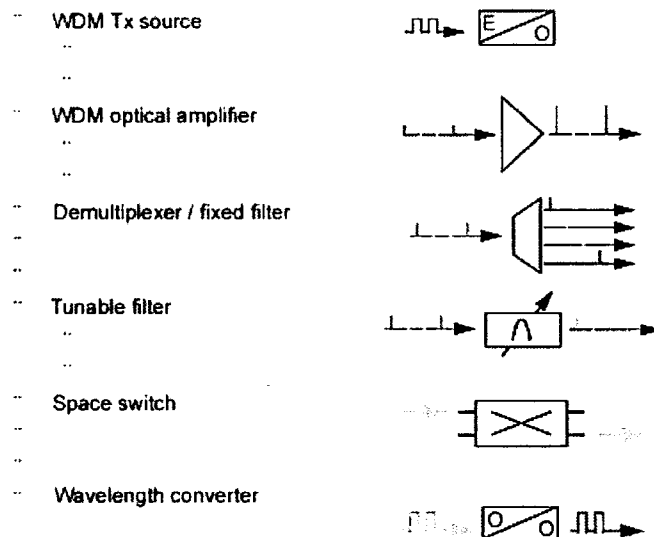 WDM Tx source
E
O
WDM optical amplifier
Demultiplexer / fixed filter
Tunable filter
Space switch
Wavelength converter
O
O